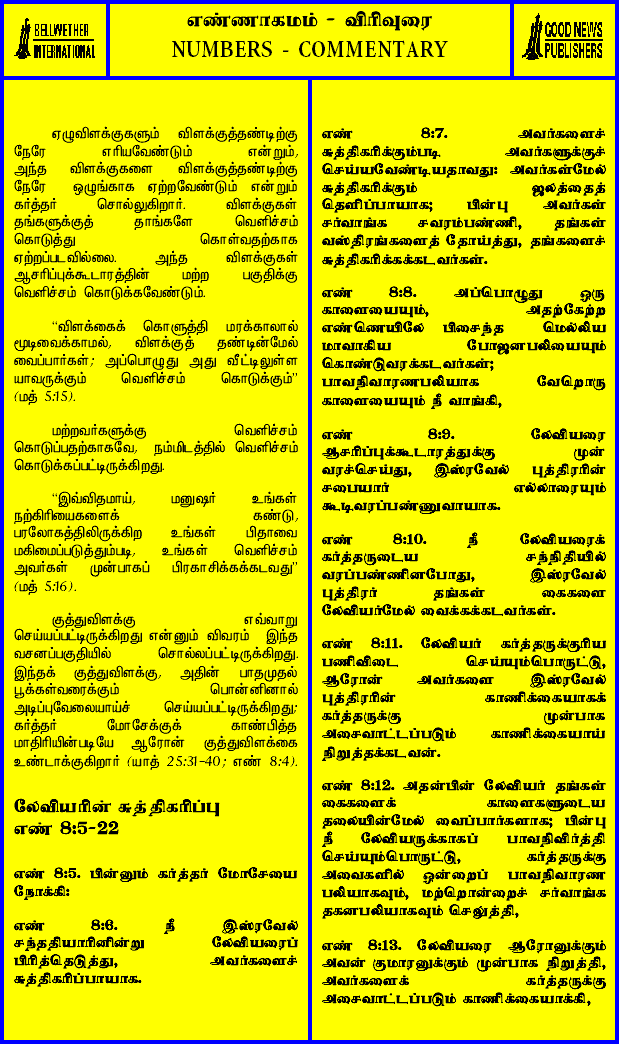 BELLWETHER
INTERNATIONAL
எண்ணாகமம் - விரிவுரை
NUMBERS - COMMENTARY
GOOD NEWS
PUBLISHERS
ஏழுவிளக்குகளும் விளக்குத்தண்டிற்கு
நேரே எரியவேண்டும் என்றும்,
அந்த விளக்குகளை விளக்குத்தண்டிற்கு
நேரே ஒழுங்காக ஏற்றவேண்டும் என்றும்
கர்த்தர் சொல்லுகிறார். விளக்குகள்
தங்களுக்குத் தாங்களே வெளிச்சம்
கொடுத்து கொள்வதற்காக
ஏற்றப்படவில்லை. அந்த விளக்குகள்
ஆசரிப்புக்கூடாரத்தின் மற்ற பகுதிக்கு
வெளிச்சம் கொடுக்கவேண்டும்.
“விளக்கைக் கொளுத்தி மரக்காலால்
மூடிவைக்காமல், விளக்குத் தண்டின்மேல்
வைப்பார்கள்; அப்பொழுது அது வீட்டிலுள்ள
யாவருக்கும் வெளிச்சம் கொடுக்கும்”
(மத் 5:15).
மற்றவர்களுக்கு வெளிச்சம்
கொடுப்பதற்காகவே, நம்மிடத்தில் வெளிச்சம்
கொடுக்கப்பட்டிருக்கிறது.
“இவ்விதமாய், மனுஷர் உங்கள்
நற்கிரியைகளைக் கண்டு,
பரலோகத்திலிருக்கிற உங்கள் பிதாவை
மகிமைப்படுத்தும்படி, உங்கள் வெளிச்சம்
அவர்கள் முன்பாகப் பிரகாசிக்கக்கடவது”
(மத் 5:16).
குத்துவிளக்கு எவ்வாறு
செய்யப்பட்டிருக்கிறது என்னும் விவரம் இந்த
வசனப்பகுதியில் சொல்லப்பட்டிருக்கிறது.
இந்தக் குத்துவிளக்கு, அதின் பாதமுதல்
பூக்கள்வரைக்கும் பொன்னினால்
அடிப்புவேலையாய்ச் செய்யப்பட்டிருக்கிறது;
கர்த்தர் மோசேக்குக் காண்பித்த
மாதிரியின்படியே ஆரோன் குத்துவிளக்கை
உண்டாக்குகிறார் (யாத் 25:31-40; எண் 8:4).
லேவியரின் சுத்திகரிப்பு
எண் 8:5-22
எண் 8:5. பின்னும் கர்த்தர் மோசேயை
நோக்கி:
எண் 8:6. நீ இஸ்ரவேல்
சந்ததியாரினின்று லேவியரைப்
பிரித்தெடுத்து, அவர்களைச்
சுத்திகரிப்பாயாக.
எண் 8:7. அவர்களைச்
சுத்திகரிக்கும்படி அவர்களுக்குச்
செய்யவேண்டியதாவது: அவர்கள்மேல்
சுத்திகரிக்கும் ஜலத்தைத்
தெளிப்பாயாக; பின்பு அவர்கள்
சர்வாங்க சவரம்பண்ணி, தங்கள்
வஸ்திரங்களைத் தோய்த்து, தங்களைச்
சுத்திகரிக்கக்கடவர்கள்.
எண் 8:8. அப்பொழுது ஒரு
காளையையும், அதற்கேற்ற
எண்ணெயிலே பிசைந்த மெல்லிய
மாவாகிய போஜனபலியையும்
கொண்டுவரக்கடவர்கள்;
பாவநிவாரணபலியாக வேறொரு
காளையையும் நீ வாங்கி,
எண் 8:9. லேவியரை
ஆசரிப்புக்கூடாரத்துக்கு முன்
வரச்செய்து, இஸ்ரவேல் புத்திரரின்
சபையார் எல்லாரையும்
கூடிவரப்பண்ணுவாயாக.
எண் 8:10. நீ லேவியரைக்
கர்த்தருடைய சந்நிதியில்
வரப்பண்ணினபோது, இஸ்ரவேல்
புத்திரர் தங்கள் கைகளை
லேவியர்மேல் வைக்கக்கடவர்கள்.
எண் 8:11. லேவியர் கர்த்தருக்குரிய
பணிவிடை செய்யும்பொருட்டு,
ஆரோன் அவர்களை இஸ்ரவேல்
புத்திரரின் காணிக்கையாகக்
கர்த்தருக்கு முன்பாக
அசைவாட்டப்படும் காணிக்கையாய்
நிறுத்தக்கடவன்.
எண் 8:12. அதன்பின் லேவியர் தங்கள்
கைகளைக் காளைகளுடைய
தலையின்மேல் வைப்பார்களாக; பின்பு
நீ லேவியருக்காகப் பாவநிவிர்த்தி
செய்யும்பொருட்டு, கர்த்தருக்கு
அவைகளில் ஒன்றைப் பாவநிவாரண
பலியாகவும், மற்றொன்றைச் சர்வாங்க
தகனபலியாகவும் செலுத்தி,
எண் 8:13. லேவியரை ஆரோனுக்கும்
அவன் குமாரனுக்கும் முன்பாக நிறுத்தி,
அவர்களைக் கர்த்தருக்கு
அசைவாட்டப்படும் காணிக்கையாக்கி,